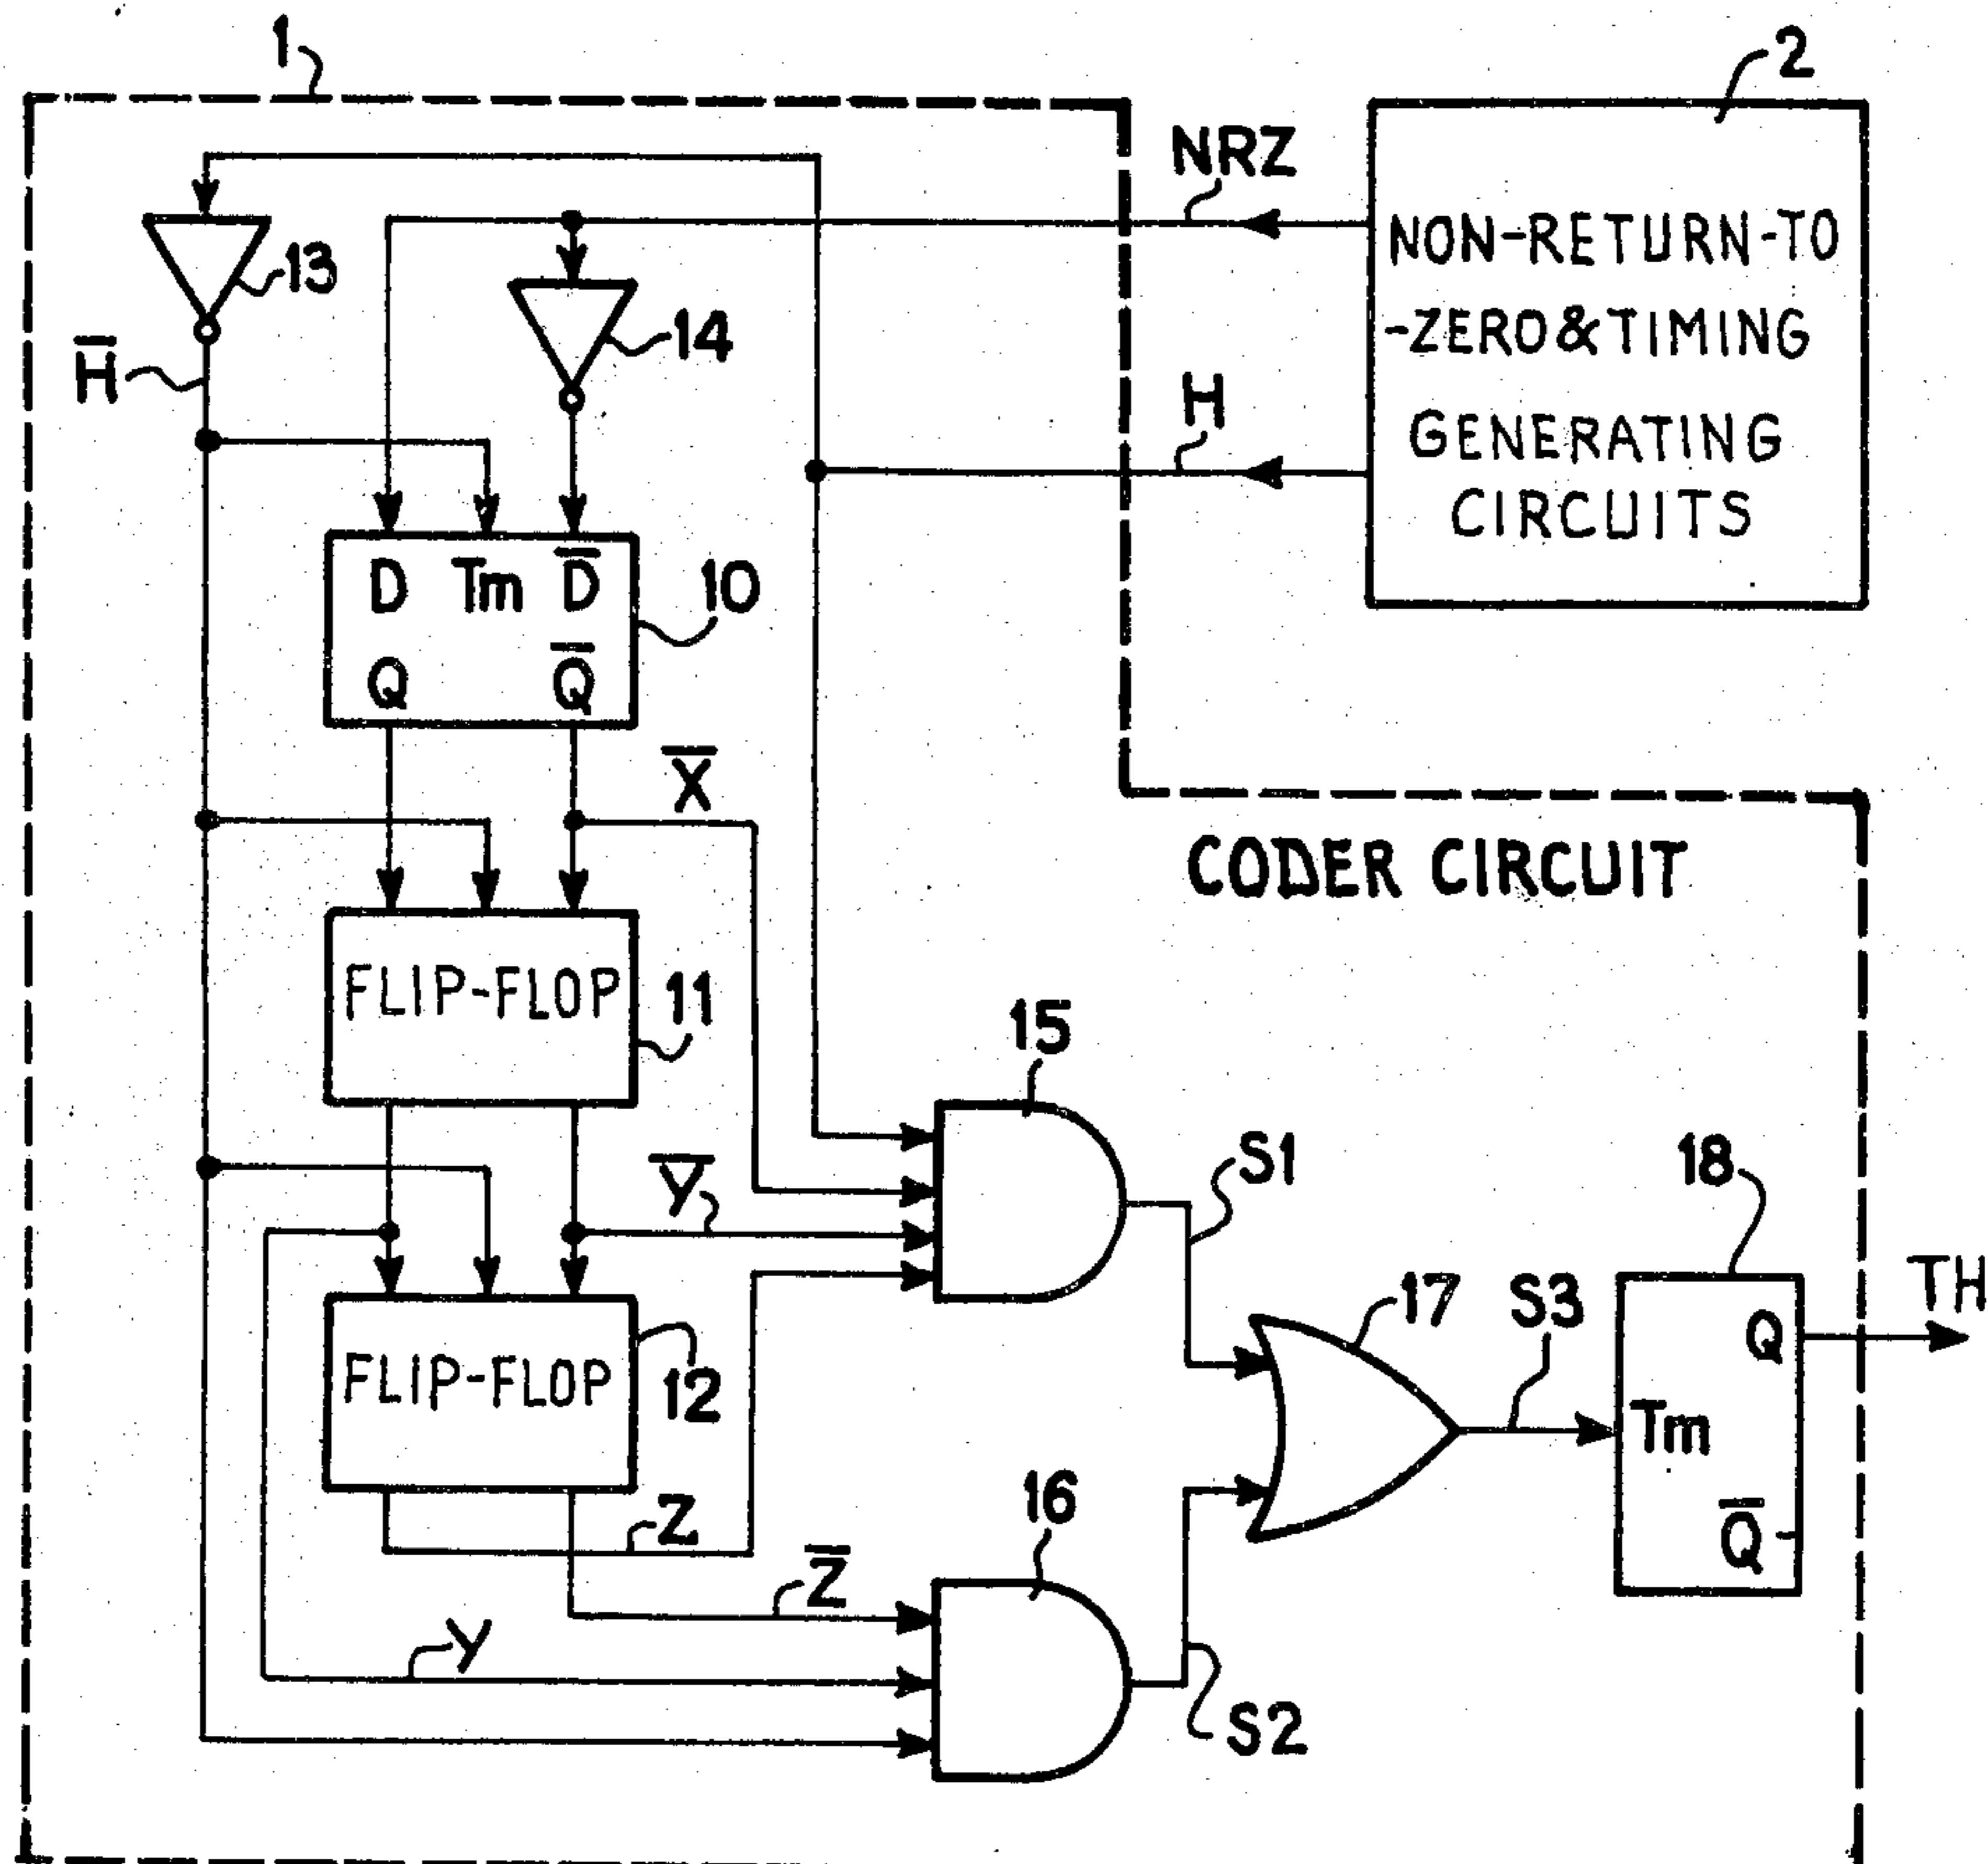 1
2
NRZ
NON-RETURN-TO
-ZERO&TIMING
GENERATING
CIRCUITS
13
14
H̅
H
D Tm D̅
Q Q̅
10
X̅
CODER CIRCUIT
FLIP-FLOP
11
15
Y̅
S1
18
FLIP-FLOP
12
17
S3
Q
TH
Tm
Q̅
Z
16
Z̅
Y
S2